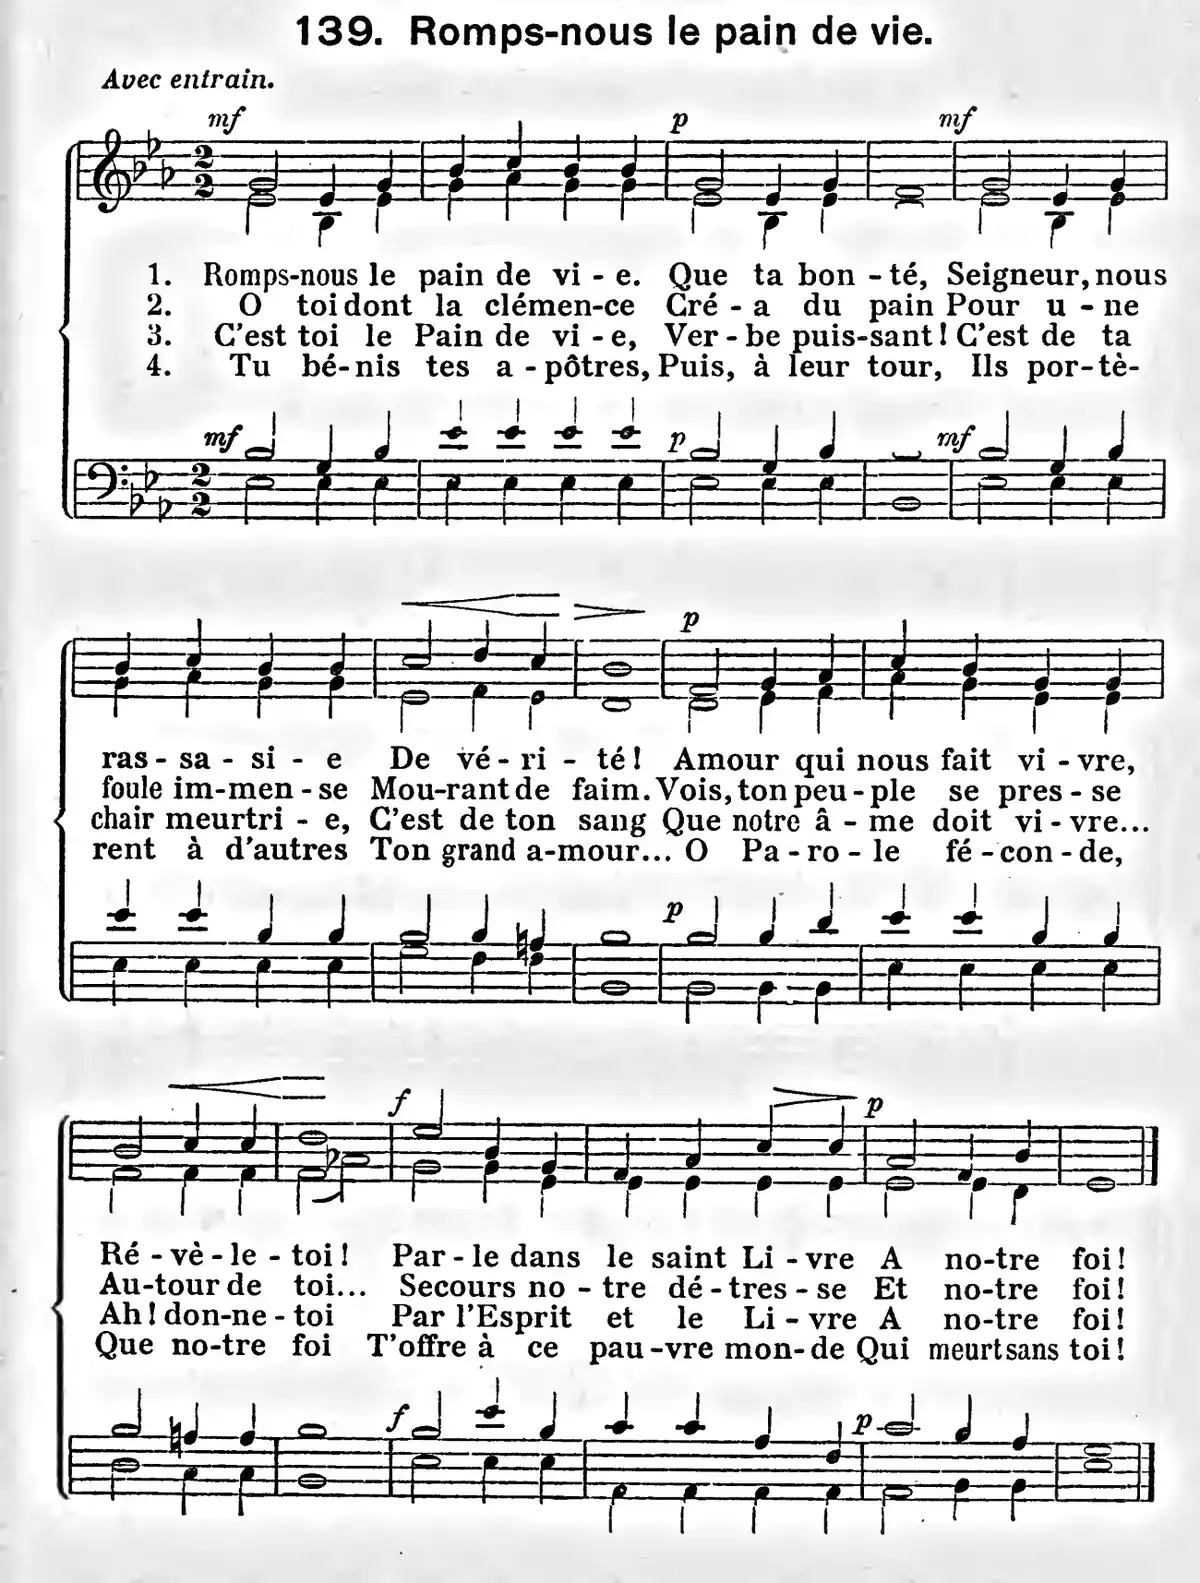 139. Romps-nous le pain de vie.
Avec entrain.
mf p mf
1. Romps-nous le pain de vi - e. Que ta bon - té, Seigneur, nous
2. O toi dont la clémen-ce Cré - a du pain Pour u - ne
3. C'est toi le Pain de vi - e, Ver - be puis-sant! C'est de ta
4. Tu bé-nis tes a - pôtres, Puis, à leur tour, Ils por-tè-
mf p mf
p
ras - sa - si - e De vé - ri - té! Amour qui nous fait vi - vre,
foule im-men - se Mou-rant de faim. Vois, ton peu - ple se pres - se
chair meurtri - e, C'est de ton sang Que notre â - me doit vi - vre...
rent à d'autres Ton grand a-mour... O Pa - ro - le fé - con - de,
p
f p
Ré - vè - le - toi! Par - le dans le saint Li - vre A no-tre foi!
Au-tour de toi... Secours no - tre dé - tres - se Et no-tre foi!
Ah! don-ne - toi Par l'Esprit et le Li - vre A no-tre foi!
Que no-tre foi T'offre à ce pau-vre mon-de Qui meurt sans toi!
f p